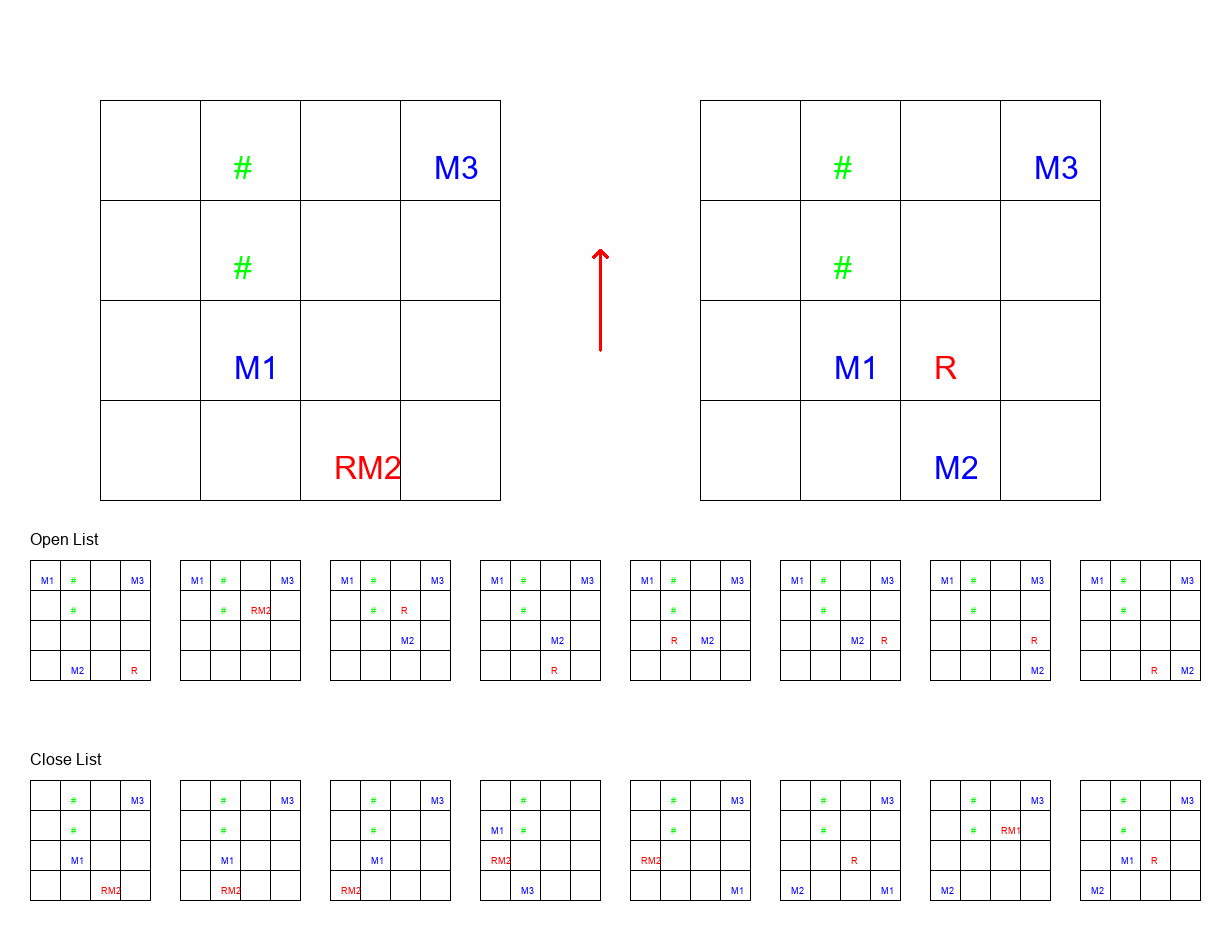 # M3 # M3
# #
M1 M1 R
RM2 M2
Open List
M1 # M3 M1 # M3 M1 # M3 M1 # M3 M1 # M3 M1 # M3 M1 # M3 M1 # M3
# # RM2 # R # # # # #
M2 M2 R M2 M2 R R
M2 R R M2 R M2
Close List
# M3 # M3 # M3 # # M3 # M3 # M3 # M3
# # # M1 # # # # RM1 #
M1 M1 M1 RM2 RM2 R M1 R
RM2 RM2 RM2 M3 M1 M2 M1 M2 M2